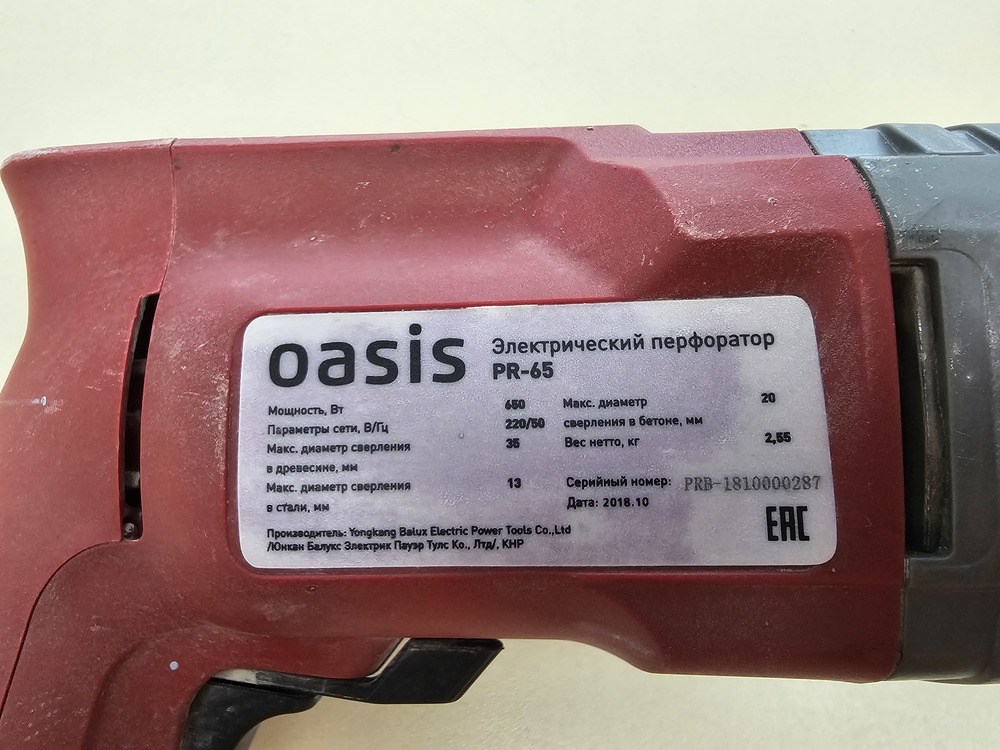 oasis
Электрический перфоратор
PR-65
Мощность, Вт 650
Параметры сети, В/Гц 220/50
Макс. диаметр сверления 35
в древесине, мм
Макс. диаметр сверления 13
в стали, мм
Макс. диаметр 20
сверления в бетоне, мм
Вес нетто, кг 2,55
Серийный номер: PRB-1810000287
Дата: 2018.10
EAC
Производитель: Yongkang Balux Electric Power Tools Co.,Ltd
/Юнкан Балукс Электрик Пауэр Тулс Ко., Лтд/, КНР